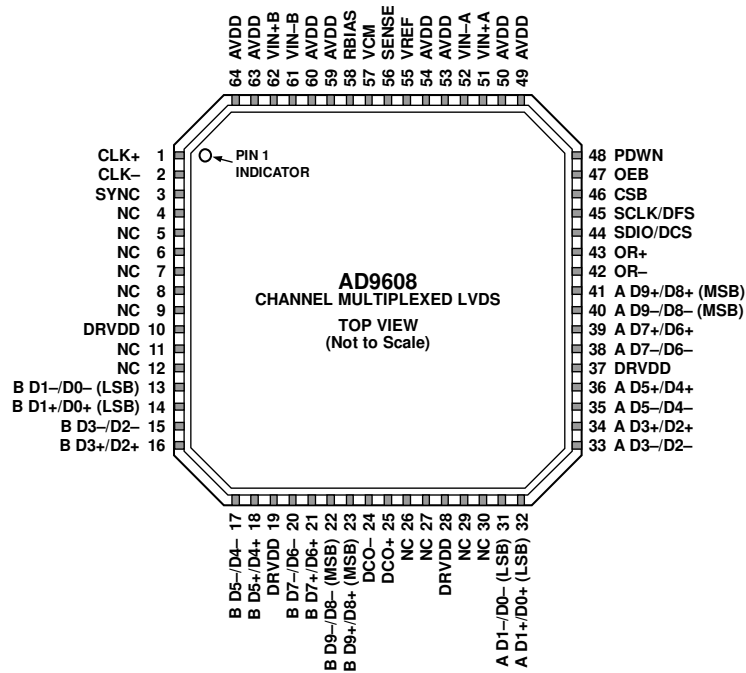 64 AVDD
63 AVDD
62 VIN+B
61 VIN–B
60 AVDD
59 AVDD
58 RBIAS
57 VCM
56 SENSE
55 VREF
54 AVDD
53 AVDD
52 VIN–A
51 VIN+A
50 AVDD
49 AVDD
CLK+ 1
CLK– 2
SYNC 3
NC 4
NC 5
NC 6
NC 7
NC 8
NC 9
DRVDD 10
NC 11
NC 12
B D1–/D0– (LSB) 13
B D1+/D0+ (LSB) 14
B D3–/D2– 15
B D3+/D2+ 16
PIN 1
INDICATOR
AD9608
CHANNEL MULTIPLEXED LVDS
TOP VIEW
(Not to Scale)
48 PDWN
47 OEB
46 CSB
45 SCLK/DFS
44 SDIO/DCS
43 OR+
42 OR–
41 A D9+/D8+ (MSB)
40 A D9–/D8– (MSB)
39 A D7+/D6+
38 A D7–/D6–
37 DRVDD
36 A D5+/D4+
35 A D5–/D4–
34 A D3+/D2+
33 A D3–/D2–
B D5–/D4– 17
B D5+/D4+ 18
DRVDD 19
B D7–/D6– 20
B D7+/D6+ 21
B D9–/D8– (MSB) 22
B D9+/D8+ (MSB) 23
DCO– 24
DCO+ 25
NC 26
NC 27
DRVDD 28
NC 29
NC 30
A D1–/D0– (LSB) 31
A D1+/D0+ (LSB) 32